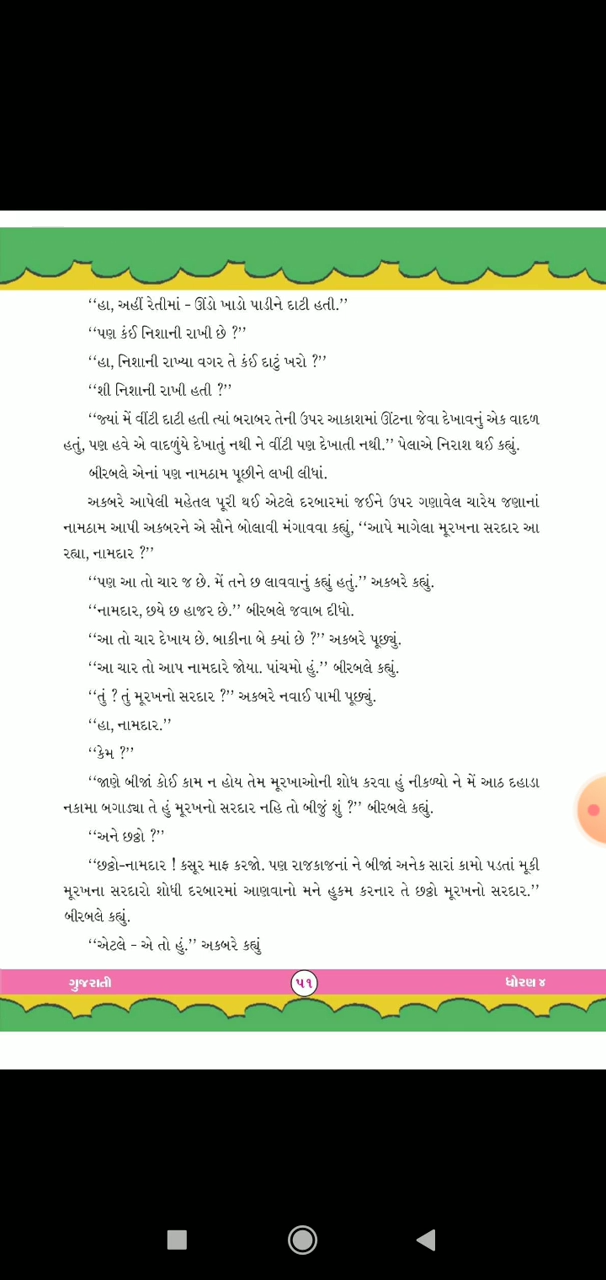 ‘‘હા, અહીં રેતીમાં - ઊંડો ખાડો પાડીને દાટી હતી.’’
‘‘પણ કંઈ નિશાની રાખી છે ?’’
‘‘હા, નિશાની રાખ્યા વગર તે કંઈ દાટું ખરો ?’’
‘‘શી નિશાની રાખી હતી ?’’
‘‘જ્યાં મેં વીંટી દાટી હતી ત્યાં બરાબર તેની ઉપર આકાશમાં ઊંટના જેવા દેખાવનું એક વાદળ
હતું, પણ હવે એ વાદળુંયે દેખાતું નથી ને વીંટી પણ દેખાતી નથી.’’ પેલાએ નિરાશ થઈ કહ્યું.
બીરબલે એનાં પણ નામઠામ પૂછીને લખી લીધાં.
અકબરે આપેલી મહેતલ પૂરી થઈ એટલે દરબારમાં જઈને ઉપર ગણાવેલ ચારેય જણાનાં
નામઠામ આપી અકબરને એ સૌને બોલાવી મંગાવવા કહ્યું, ‘‘આપે માગેલા મૂરખના સરદાર આ
રહ્યા, નામદાર ?’’
‘‘પણ આ તો ચાર જ છે. મેં તને છ લાવવાનું કહ્યું હતું.’’ અકબરે કહ્યું.
‘‘નામદાર, છયે છ હાજર છે.’’ બીરબલે જવાબ દીધો.
‘‘આ તો ચાર દેખાય છે. બાકીના બે ક્યાં છે ?’’ અકબરે પૂછ્યું.
‘‘આ ચાર તો આપ નામદારે જોયા. પાંચમો હું.’’ બીરબલે કહ્યું.
‘‘તું ? તું મૂરખનો સરદાર ?’’ અકબરે નવાઈ પામી પૂછ્યું.
‘‘હા, નામદાર.’’
‘‘કેમ ?’’
‘‘જાણે બીજાં કોઈ કામ ન હોય તેમ મૂરખાઓની શોધ કરવા હું નીકળ્યો ને મેં આઠ દહાડા
નકામા બગાડ્યા તે હું મૂરખનો સરદાર નહિ તો બીજું શું ?’’ બીરબલે કહ્યું.
‘‘અને છઠ્ઠો ?’’
‘‘છઠ્ઠો-નામદાર ! કસૂર માફ કરજો. પણ રાજકાજનાં ને બીજાં અનેક સારાં કામો પડતાં મૂકી
મૂરખના સરદારો શોધી દરબારમાં આણવાનો મને હુકમ કરનાર તે છઠ્ઠો મૂરખનો સરદાર.’’
બીરબલે કહ્યું.
‘‘એટલે - એ તો હું.’’ અકબરે કહ્યું
ગુજરાતી ૫૧ ધોરણ ૪